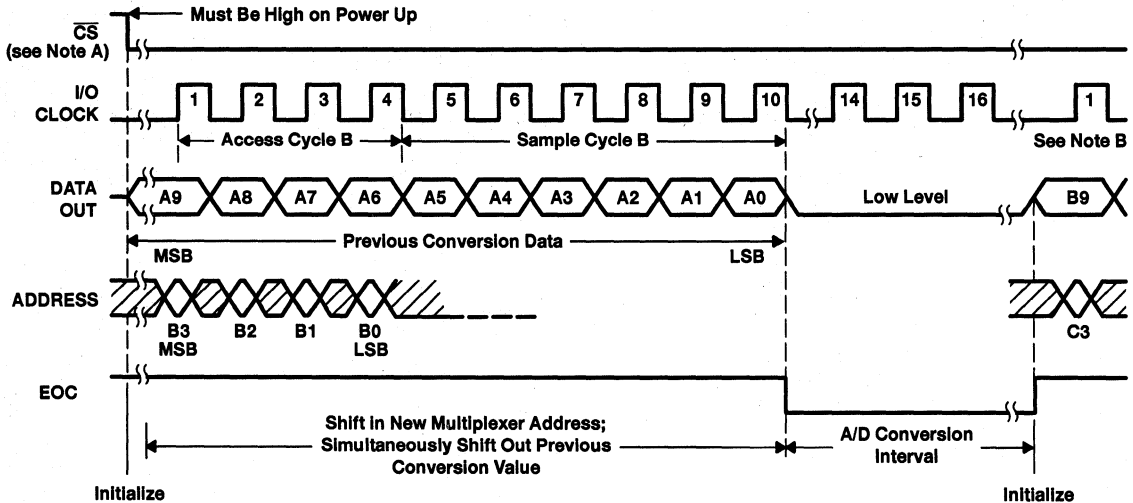 Must Be High on Power Up
CS
(see Note A)
I/O
CLOCK
1 2 3 4 5 6 7 8 9 10 14 15 16 1
Access Cycle B
Sample Cycle B
See Note B
DATA
OUT
A9 A8 A7 A6 A5 A4 A3 A2 A1 A0 Low Level B9
Previous Conversion Data
MSB LSB
ADDRESS
B3 B2 B1 B0 C3
MSB LSB
EOC
Shift in New Multiplexer Address;
Simultaneously Shift Out Previous
Conversion Value
A/D Conversion
Interval
Initialize Initialize